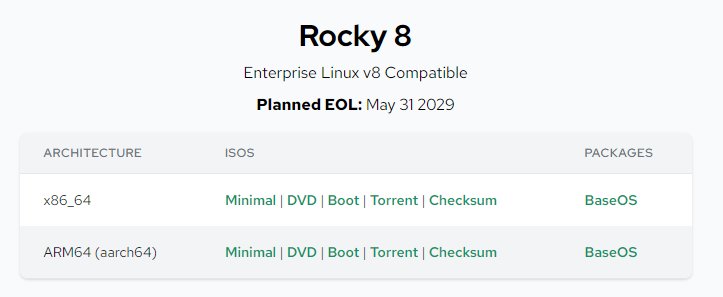 Rocky 8
Enterprise Linux v8 Compatible
Planned EOL: May 31 2029
ARCHITECTURE ISOS PACKAGES
x86_64 Minimal | DVD | Boot | Torrent | Checksum BaseOS
ARM64 (aarch64) Minimal | DVD | Boot | Torrent | Checksum BaseOS